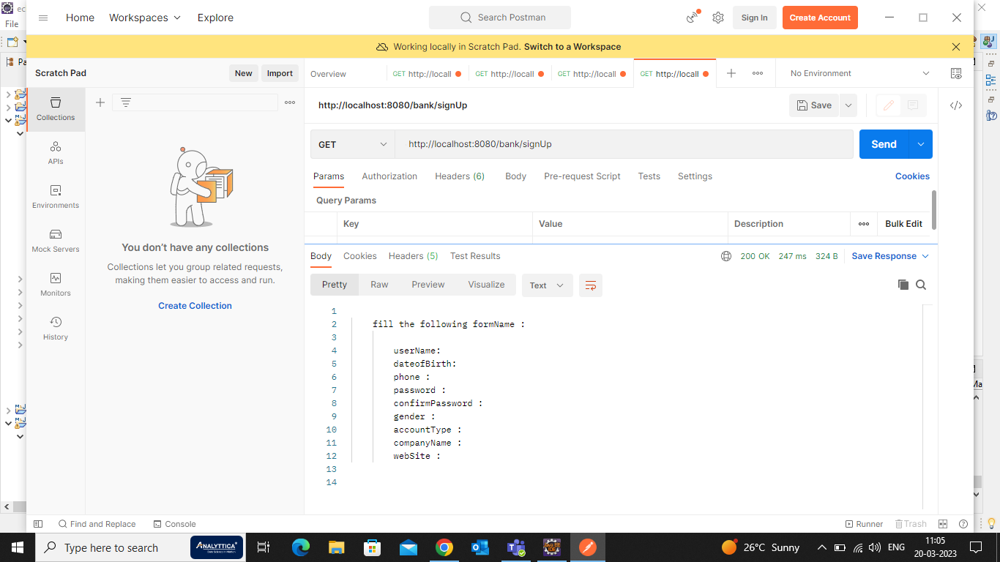 ec
File
Pa
Home Workspaces Explore
Search Postman
Sign In
Create Account
Working locally in Scratch Pad. Switch to a Workspace
Scratch Pad
New
Import
Overview
GET http://locall
GET http://locall
GET http://locall
GET http://locall
No Environment
Collections
APIs
Environments
Mock Servers
Monitors
History
You don't have any collections
Collections let you group related requests,
making them easier to access and run.
Create Collection
http://localhost:8080/bank/signUp
Save
</>
GET
http://localhost:8080/bank/signUp
Send
Params Authorization Headers (6) Body Pre-request Script Tests Settings
Cookies
Query Params
Key Value Description
Bulk Edit
Body Cookies Headers (5) Test Results
200 OK 247 ms 324 B
Save Response
Pretty Raw Preview Visualize
Text
1
2 fill the following formName :
3
4 userName:
5 dateofBirth:
6 phone :
7 password :
8 confirmPassword :
9 gender :
10 accountType :
11 companyName :
12 webSite :
13
14
Ma
Find and Replace
Console
Runner
Trash
Type here to search
ANALYTTICA
Data Science in Motion
26°C Sunny
ENG
11:05
20-03-2023